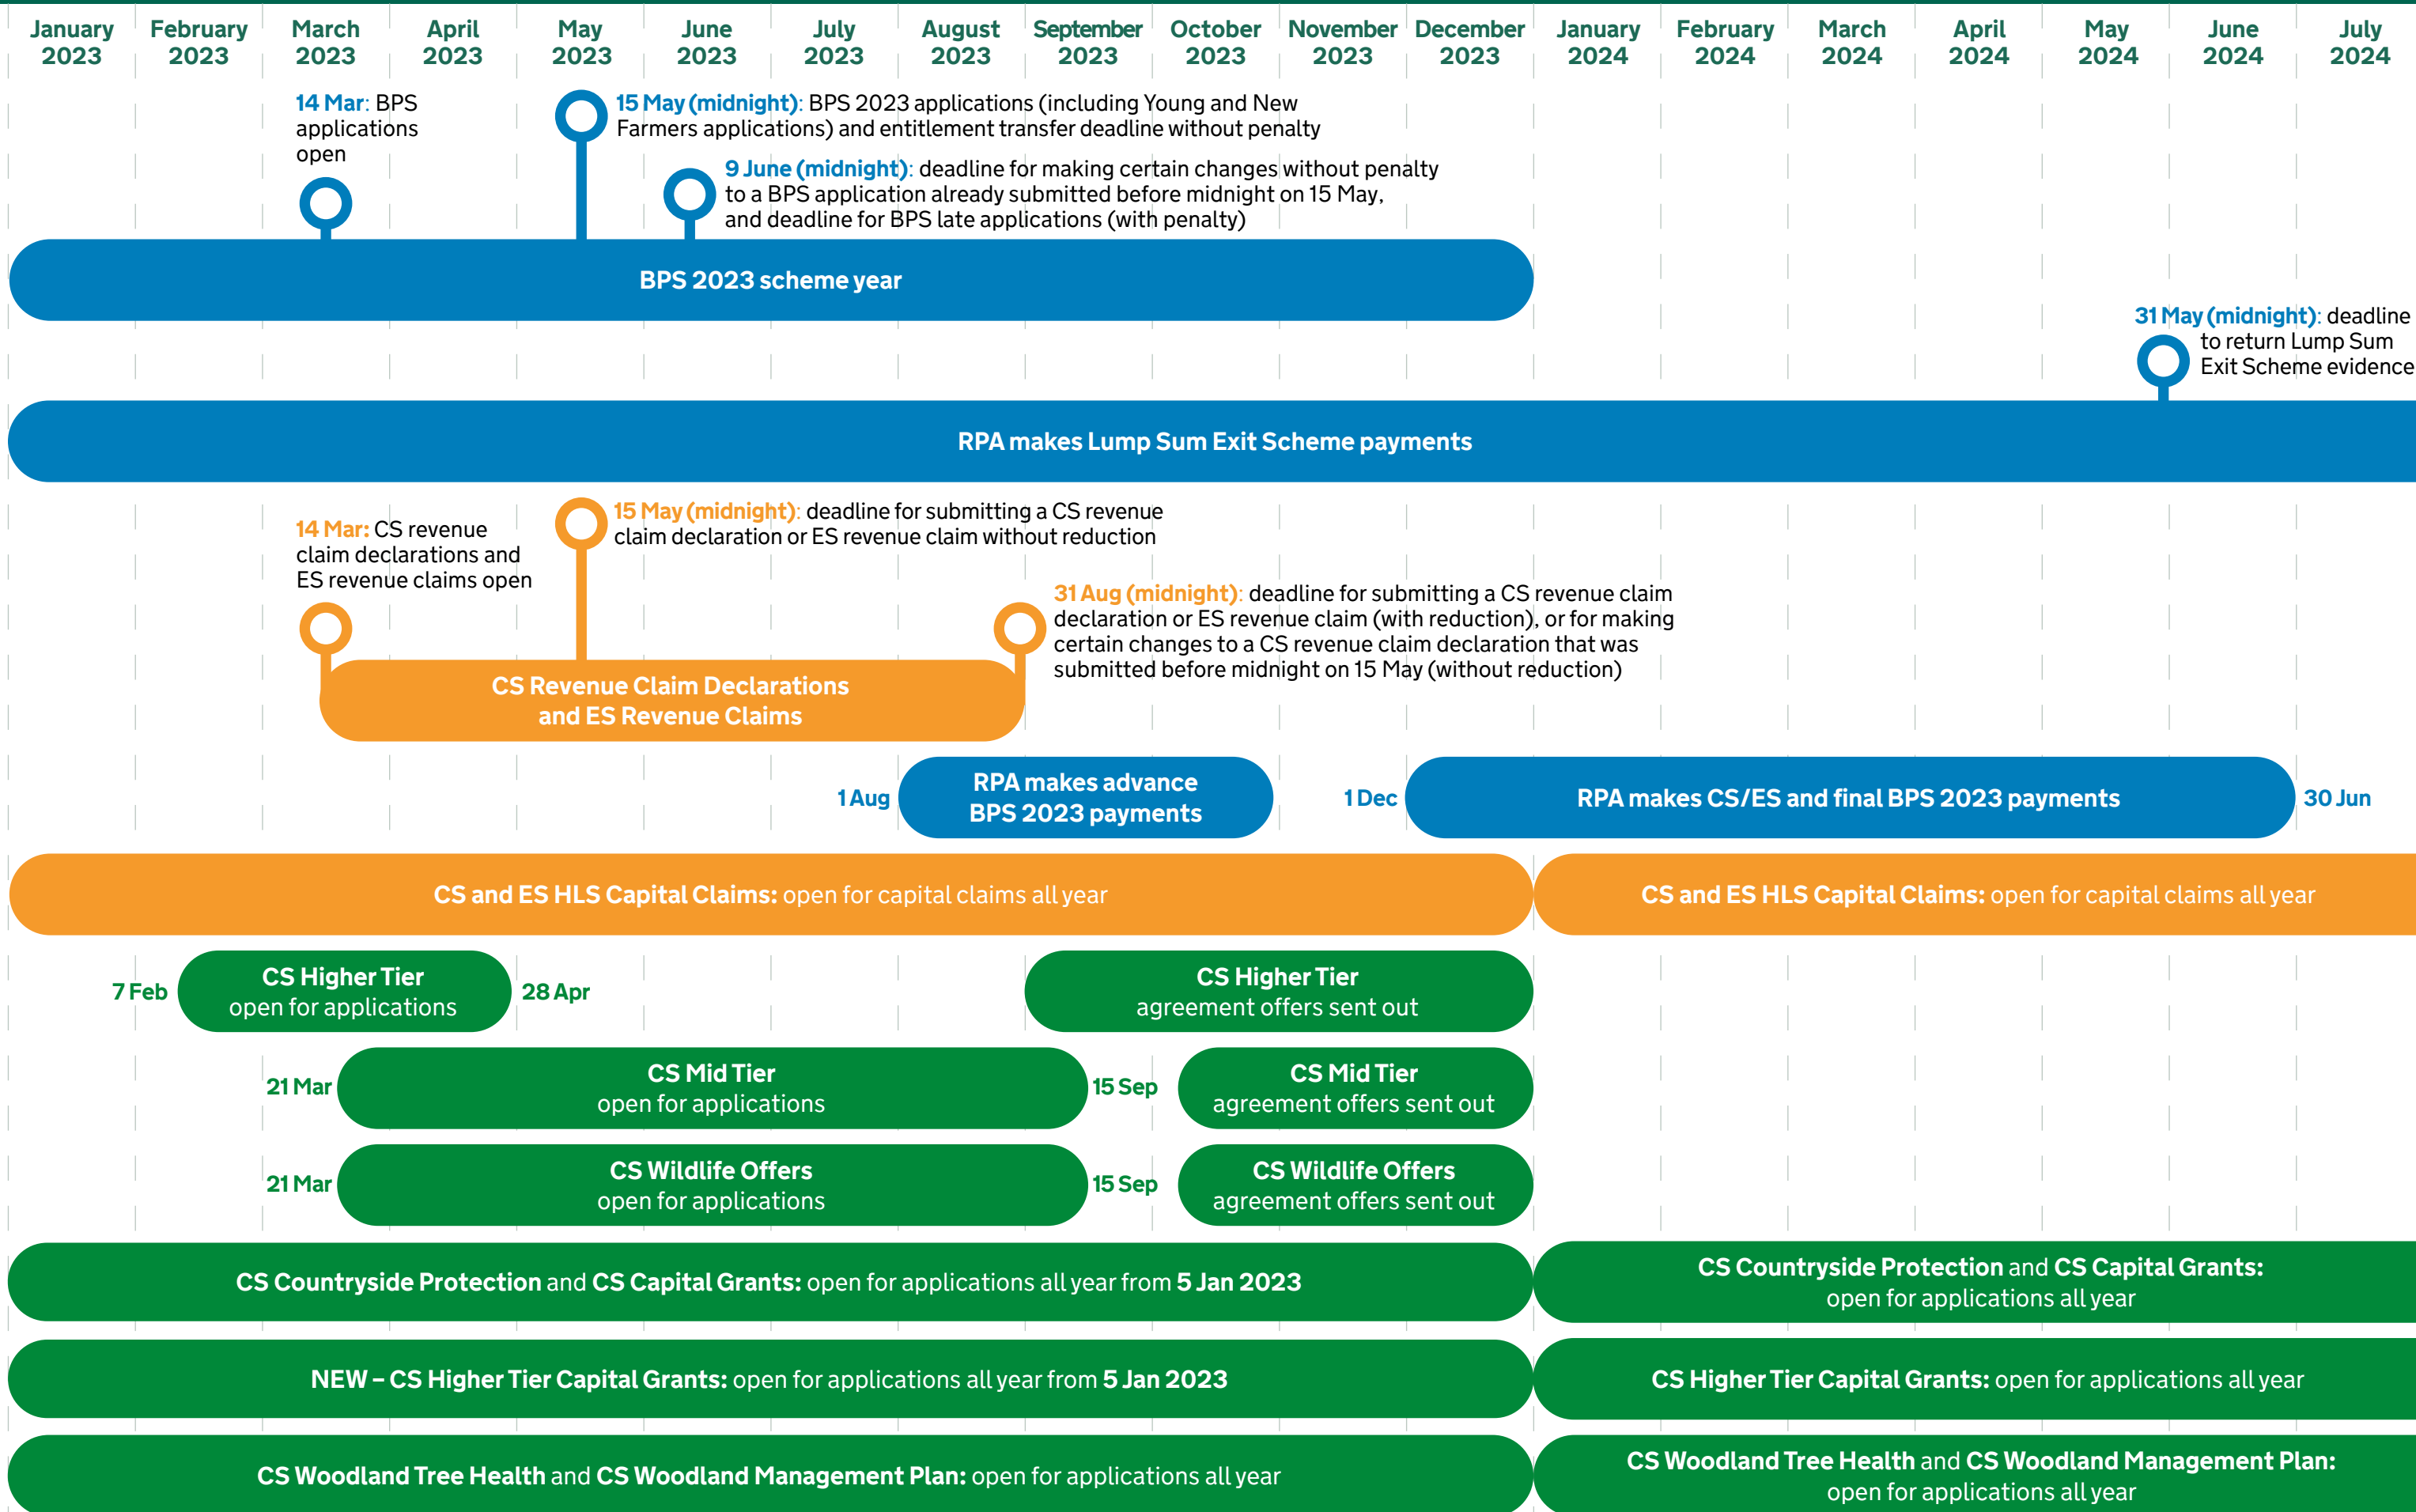 January February March April May June July August September October November December January February March April May June July
2023 2023 2023 2023 2023 2023 2023 2023 2023 2023 2023 2023 2024 2024 2024 2024 2024 2024 2024
14 Mar: BPS
applications
open
15 May (midnight): BPS 2023 applications (including Young and New
Farmers applications) and entitlement transfer deadline without penalty
9 June (midnight): deadline for making certain changes without penalty
to a BPS application already submitted before midnight on 15 May,
and deadline for BPS late applications (with penalty)
BPS 2023 scheme year
31 May (midnight): deadline
to return Lump Sum
Exit Scheme evidence
RPA makes Lump Sum Exit Scheme payments
14 Mar: CS revenue
claim declarations and
ES revenue claims open
15 May (midnight): deadline for submitting a CS revenue
claim declaration or ES revenue claim without reduction
31 Aug (midnight): deadline for submitting a CS revenue claim
declaration or ES revenue claim (with reduction), or for making
certain changes to a CS revenue claim declaration that was
submitted before midnight on 15 May (without reduction)
CS Revenue Claim Declarations
and ES Revenue Claims
1 Aug
RPA makes advance
BPS 2023 payments
1 Dec
RPA makes CS/ES and final BPS 2023 payments
30 Jun
CS and ES HLS Capital Claims: open for capital claims all year
CS and ES HLS Capital Claims: open for capital claims all year
7 Feb
CS Higher Tier
open for applications
28 Apr
CS Higher Tier
agreement offers sent out
21 Mar
CS Mid Tier
open for applications
15 Sep
CS Mid Tier
agreement offers sent out
21 Mar
CS Wildlife Offers
open for applications
15 Sep
CS Wildlife Offers
agreement offers sent out
CS Countryside Protection and CS Capital Grants: open for applications all year from 5 Jan 2023
CS Countryside Protection and CS Capital Grants:
open for applications all year
NEW – CS Higher Tier Capital Grants: open for applications all year from 5 Jan 2023
CS Higher Tier Capital Grants: open for applications all year
CS Woodland Tree Health and CS Woodland Management Plan: open for applications all year
CS Woodland Tree Health and CS Woodland Management Plan:
open for applications all year